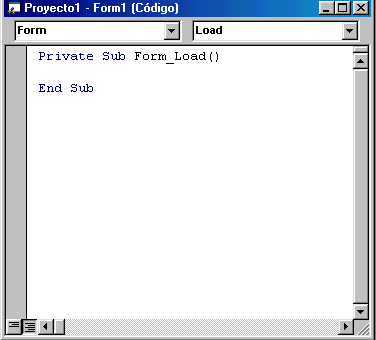 Proyecto1 - Form1 (Código)
Form Load
Private Sub Form_Load()
End Sub